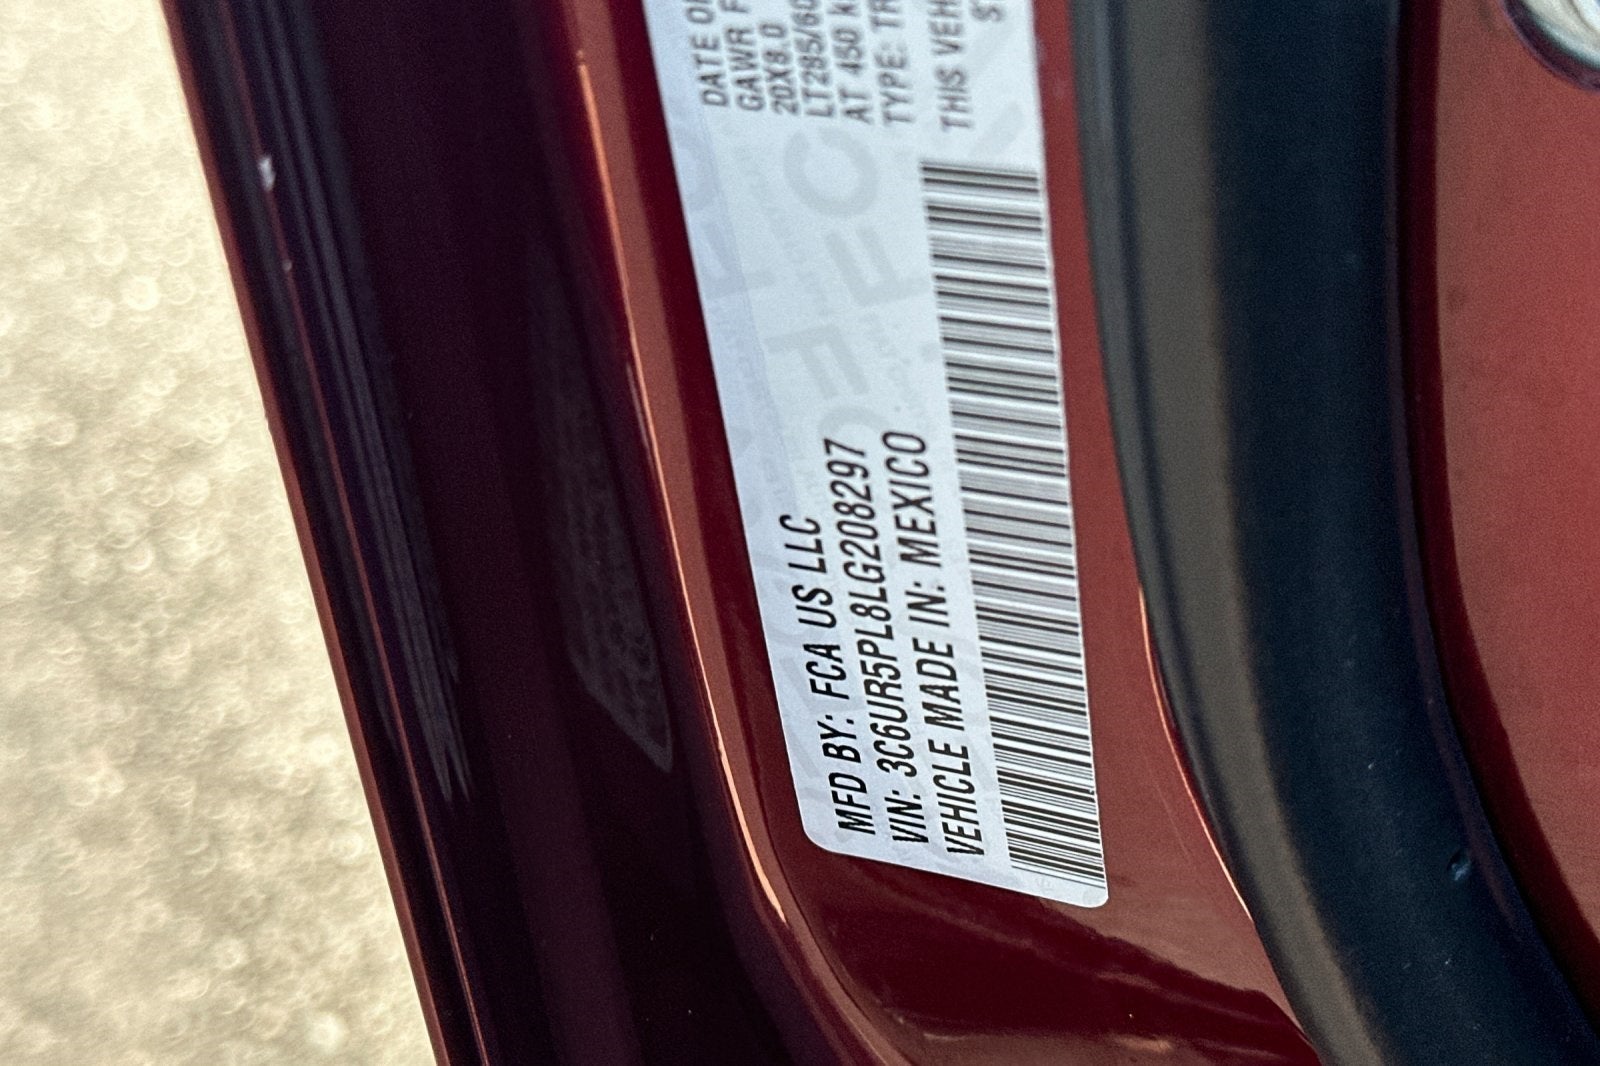 MFD BY: FCA US LLC
VIN: 3C6UR5PL8LG208297
VEHICLE MADE IN: MEXICO
DATE O
GAWR F
20X8.0
LT285/60
AT 450 k
TYPE: TR
THIS VEH